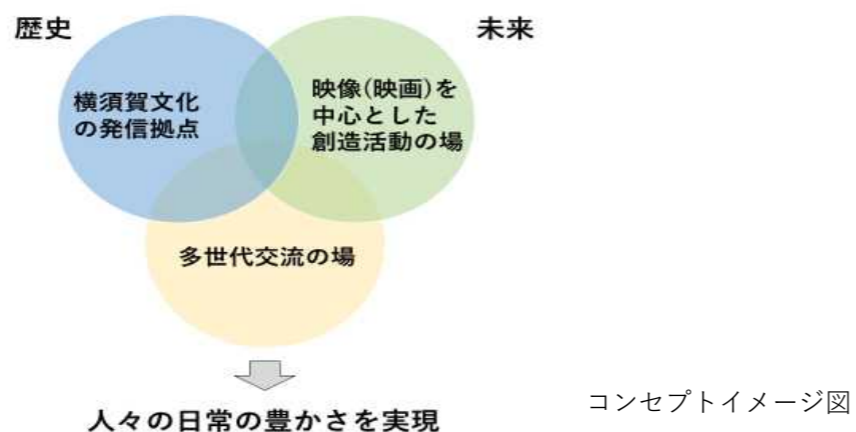 歴史
未来
横須賀文化
の発信拠点
映像(映画)を
中心とした
創造活動の場
多世代交流の場
人々の日常の豊かさを実現
コンセプトイメージ図